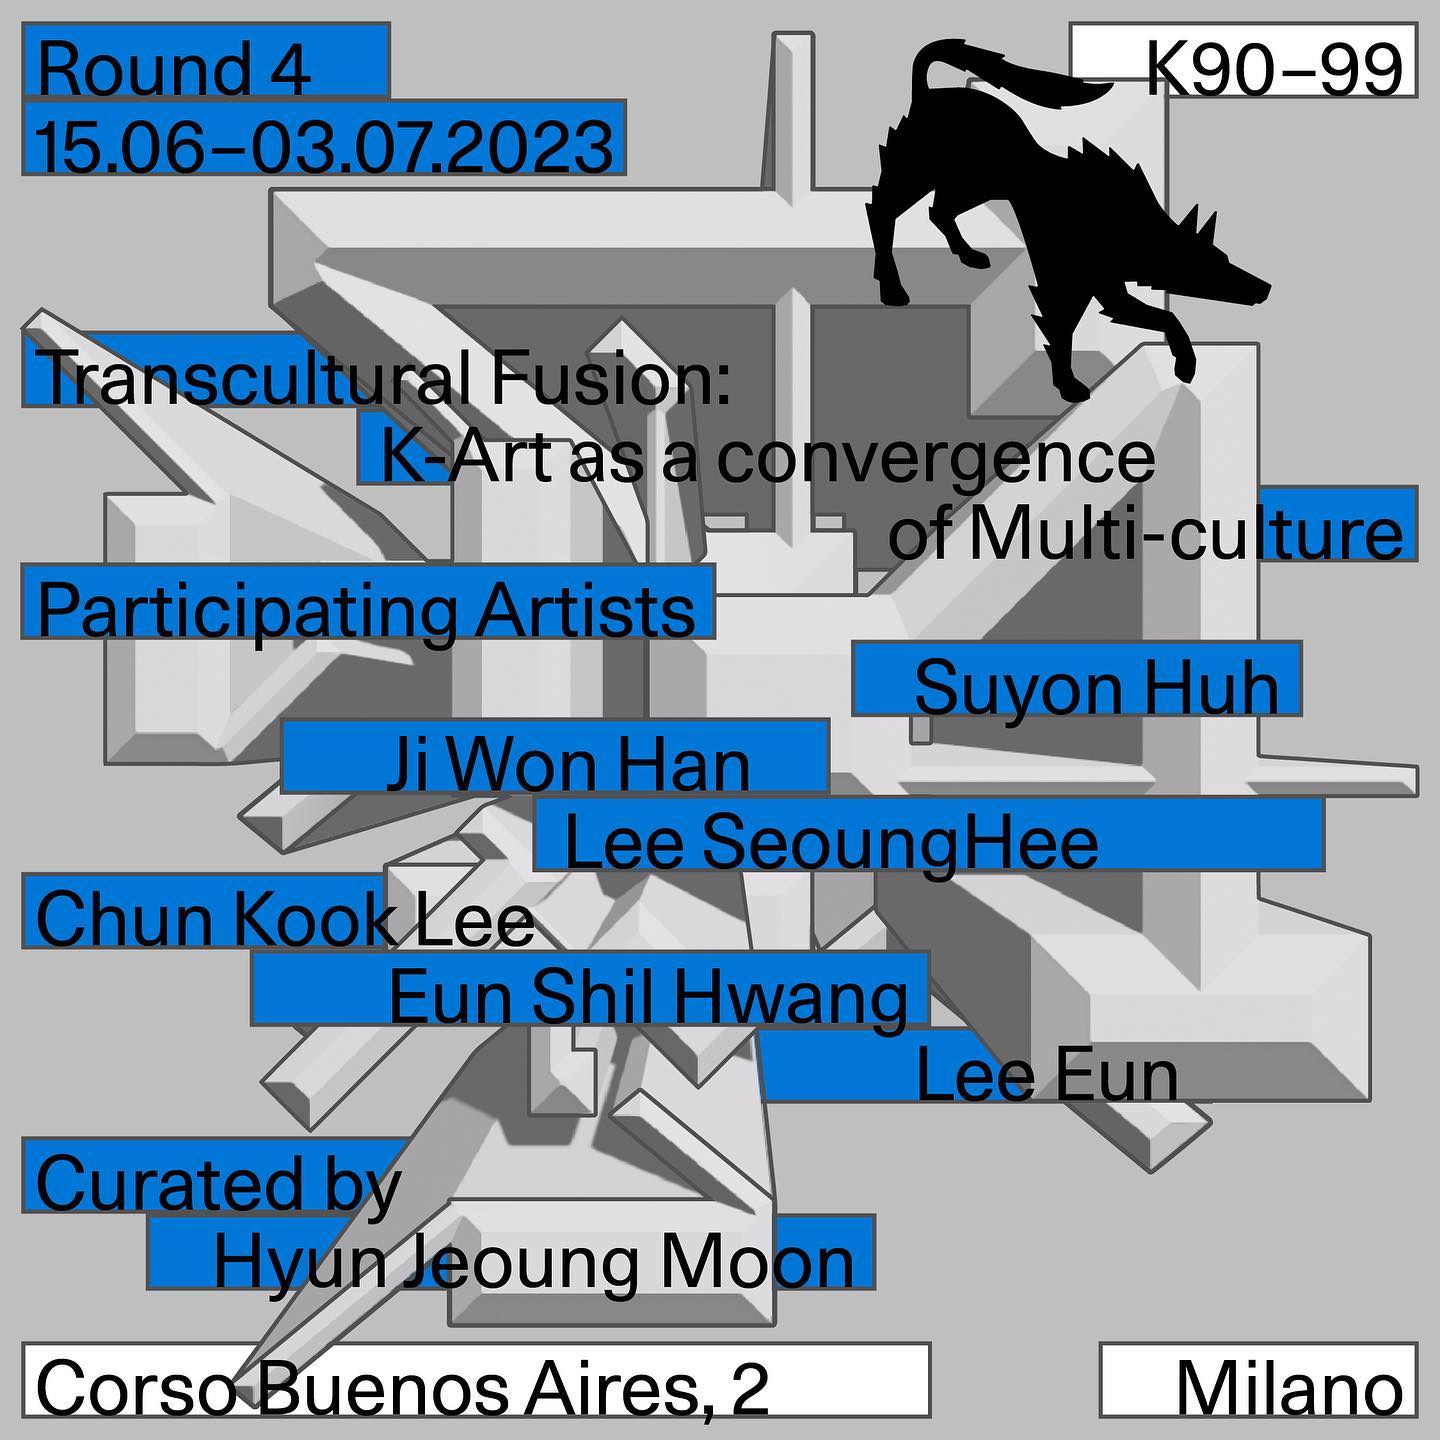 Round 4
K90–99
15.06–03.07.2023
Transcultural Fusion:
K-Art as a convergence
of Multi-culture
Participating Artists
Suyon Huh
Ji Won Han
Lee SeoungHee
Chun Kook Lee
Eun Shil Hwang
Lee Eun
Curated by
Hyun Jeoung Moon
Corso Buenos Aires, 2
Milano